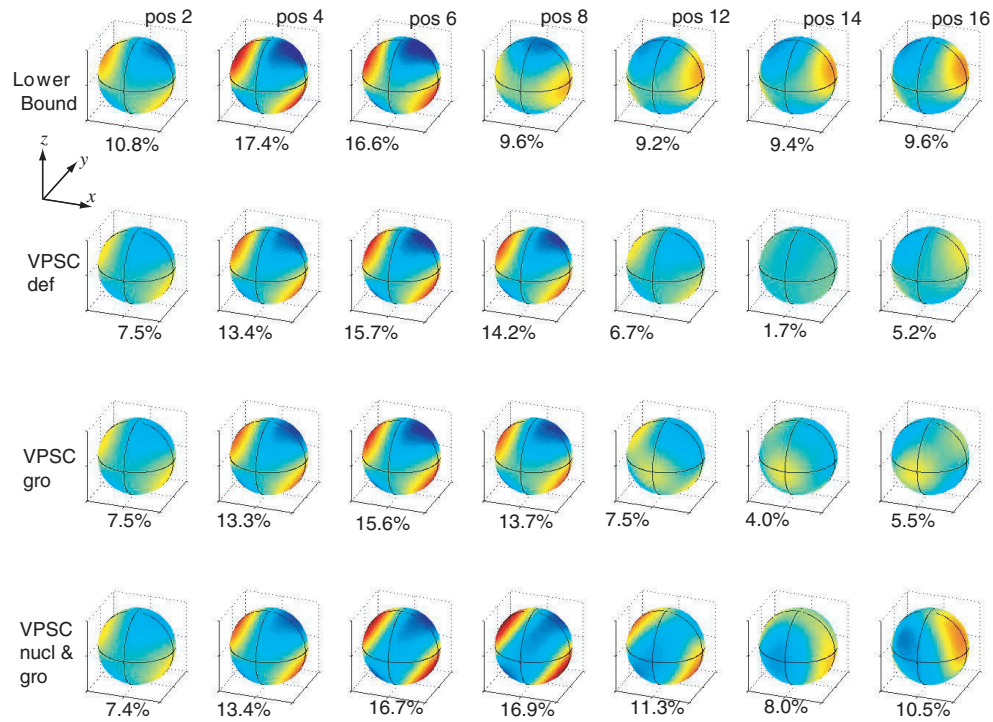 pos 2 pos 4 pos 6 pos 8 pos 12 pos 14 pos 16
Lower
Bound
10.8% 17.4% 16.6% 9.6% 9.2% 9.4% 9.6%
z
y
x
VPSC
def
7.5% 13.4% 15.7% 14.2% 6.7% 1.7% 5.2%
VPSC
gro
7.5% 13.3% 15.6% 13.7% 7.5% 4.0% 5.5%
VPSC
nucl &
gro
7.4% 13.4% 16.7% 16.9% 11.3% 8.0% 10.5%